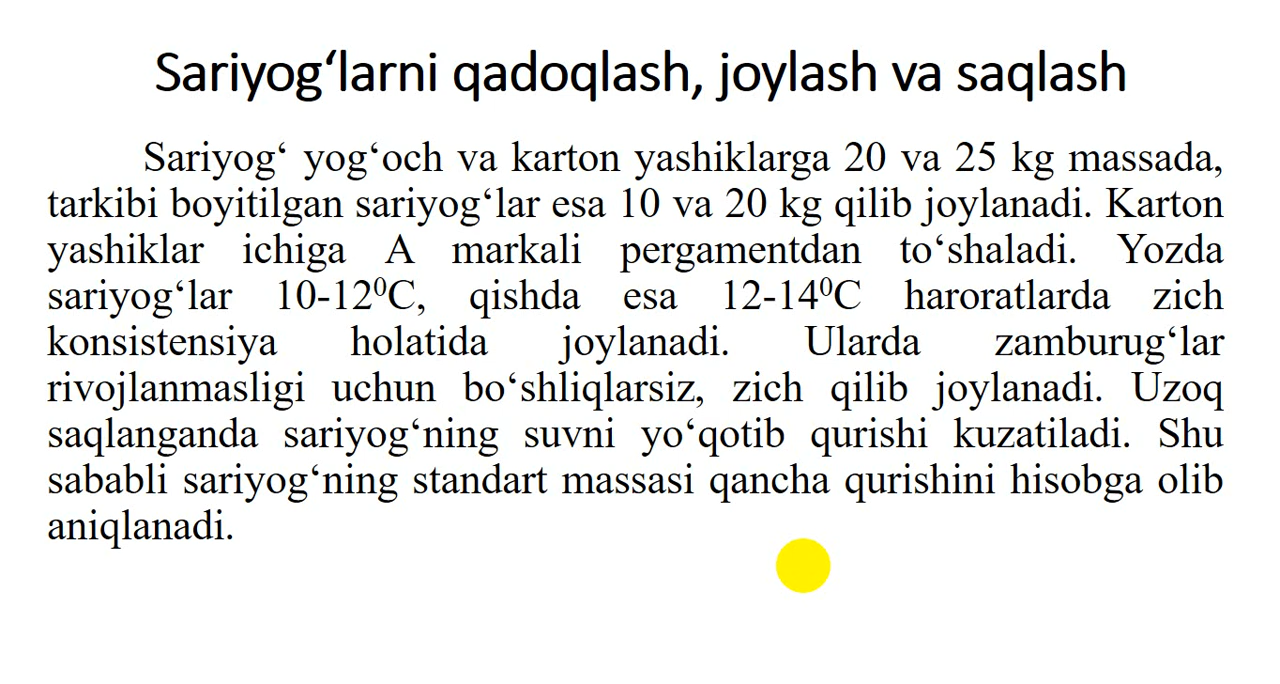 Sariyog‘larni qadoqlash, joylash va saqlash
Sariyog‘ yog‘och va karton yashiklarga 20 va 25 kg massada,
tarkibi boyitilgan sariyog‘lar esa 10 va 20 kg qilib joylanadi. Karton
yashiklar ichiga A markali pergamentdan to‘shaladi. Yozda
sariyog‘lar 10-12⁰C, qishda esa 12-14⁰C haroratlarda zich
konsistensiya holatida joylanadi. Ularda zamburug‘lar
rivojlanmasligi uchun bo‘shliqlarsiz, zich qilib joylanadi. Uzoq
saqlanganda sariyog‘ning suvni yo‘qotib qurishi kuzatiladi. Shu
sababli sariyog‘ning standart massasi qancha qurishini hisobga olib
aniqlanadi.